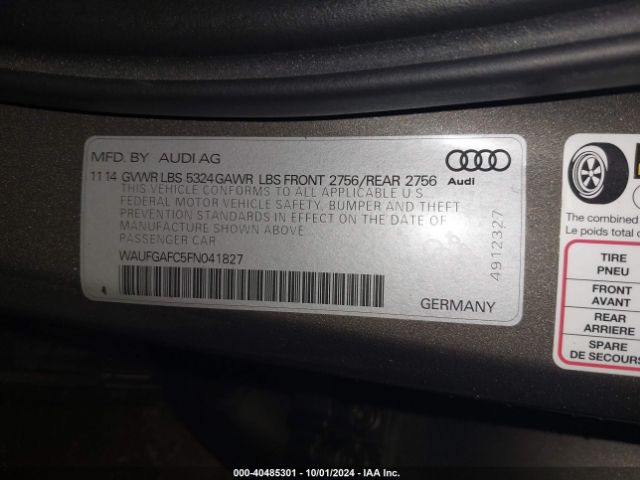 MFD. BY AUDI AG
11 14 GVWR LBS 5324 GAWR LBS FRONT 2756/REAR 2756
THIS VEHICLE CONFORMS TO ALL APPLICABLE U S
FEDERAL MOTOR VEHICLE SAFETY, BUMPER AND THEFT
PREVENTION STANDARDS IN EFFECT ON THE DATE OF
MANUFACTURE SHOWN ABOVE
PASSENGER CAR
WAUFGAFC5FN041827
4
GERMANY
Audi
4912327
The combined
Le poids total c
TIRE
PNEU
FRONT
AVANT
REAR
ARRIERE
SPARE
DE SECOURS
000-40485301 - 10/01/2024 - IAA Inc.